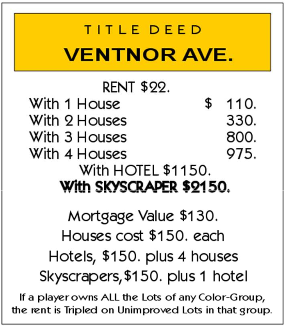 TITLE DEED
VENTNOR AVE.
RENT $22.
With 1 House $ 110.
With 2 Houses 330.
With 3 Houses 800.
With 4 Houses 975.
With HOTEL $1150.
With SKYSCRAPER $2150.
Mortgage Value $130.
Houses cost $150. each
Hotels, $150. plus 4 houses
Skyscrapers,$150. plus 1 hotel
If a player owns ALL the Lots of any Color-Group,
the rent is Tripled on Unimproved Lots in that group.